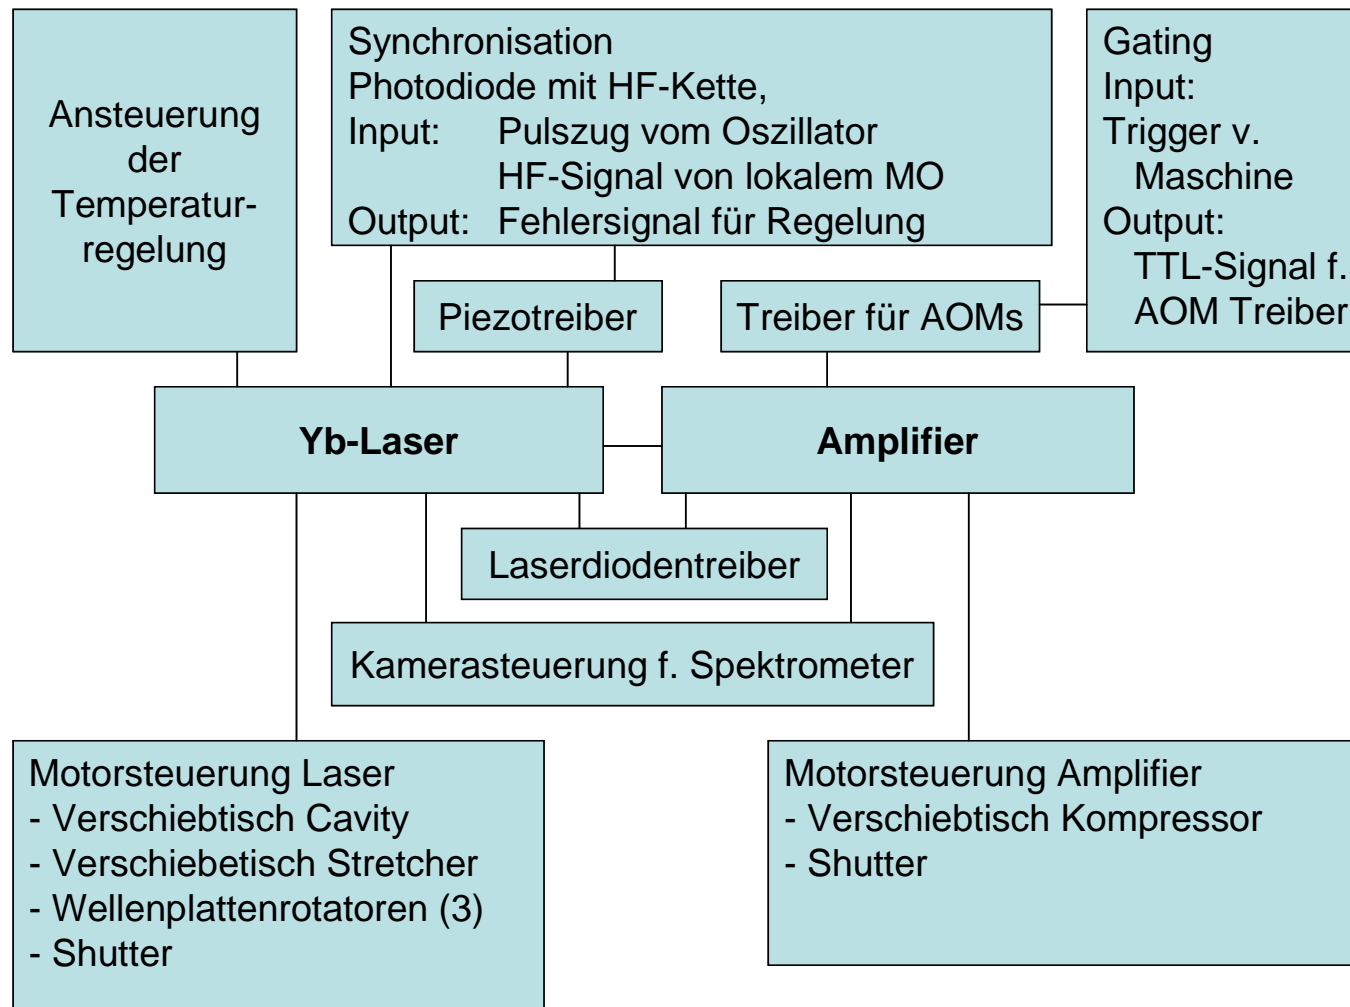 Ansteuerung
der
Temperatur-
regelung
Synchronisation
Photodiode mit HF-Kette,
Input: Pulszug vom Oszillator
HF-Signal von lokalem MO
Output: Fehlersignal für Regelung
Gating
Input:
Trigger v.
Maschine
Output:
TTL-Signal f.
AOM Treiber
Piezotreiber
Treiber für AOMs
Yb-Laser
Amplifier
Laserdiodentreiber
Kamerasteuerung f. Spektrometer
Motorsteuerung Laser
- Verschiebtisch Cavity
- Verschiebetisch Stretcher
- Wellenplattenrotatoren (3)
- Shutter
Motorsteuerung Amplifier
- Verschiebtisch Kompressor
- Shutter